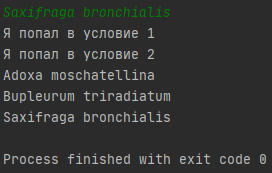 Saxifraga bronchialis
Я попал в условие 1
Я попал в условие 2
Adoxa moschatellina
Bupleurum triradiatum
Saxifraga bronchialis
Process finished with exit code 0